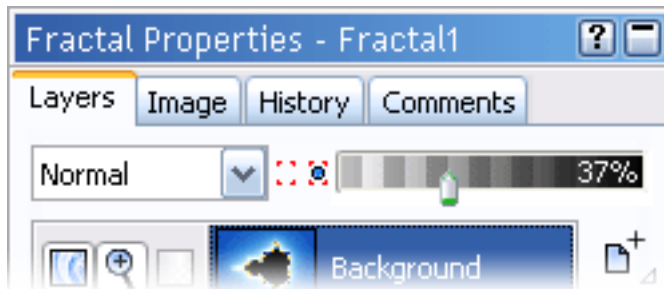 Fractal Properties - Fractal1 ?
Layers Image History Comments
Normal 37%
Background